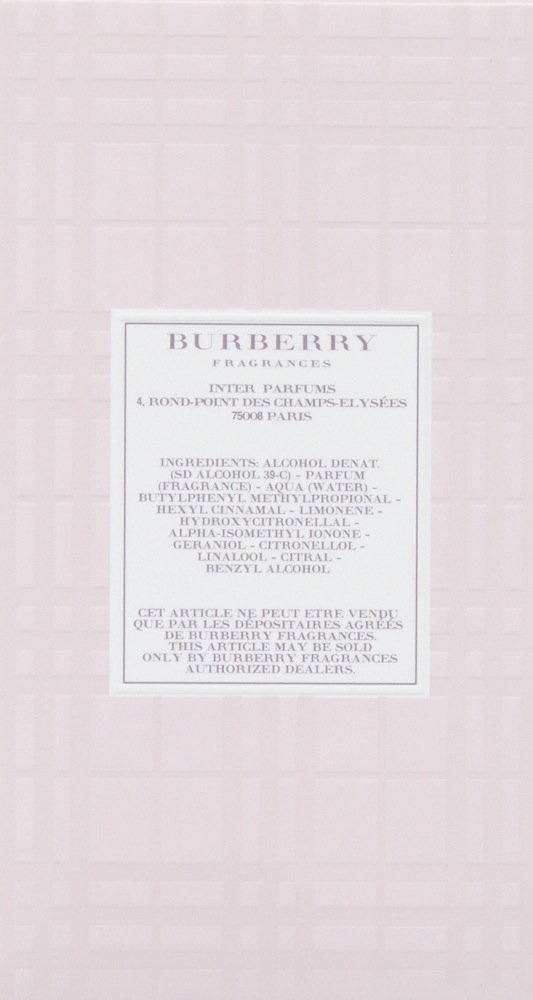 BURBERRY
FRAGRANCES
INTER PARFUMS
4, ROND-POINT DES CHAMPS-ELYSÉES
75008 PARIS
INGREDIENTS: ALCOHOL DENAT.
(SD ALCOHOL 39-C) - PARFUM
(FRAGRANCE) - AQUA (WATER) -
BUTYLPHENYL METHYLPROPIONAL -
HEXYL CINNAMAL - LIMONENE -
HYDROXYCITRONELLAL -
ALPHA-ISOMETHYL IONONE -
GERANIOL - CITRONELLOL -
LINALOOL - CITRAL -
BENZYL ALCOHOL
CET ARTICLE NE PEUT ETRE VENDU
QUE PAR LES DÉPOSITAIRES AGRÉÉS
DE BURBERRY FRAGRANCES.
THIS ARTICLE MAY BE SOLD
ONLY BY BURBERRY FRAGRANCES
AUTHORIZED DEALERS.